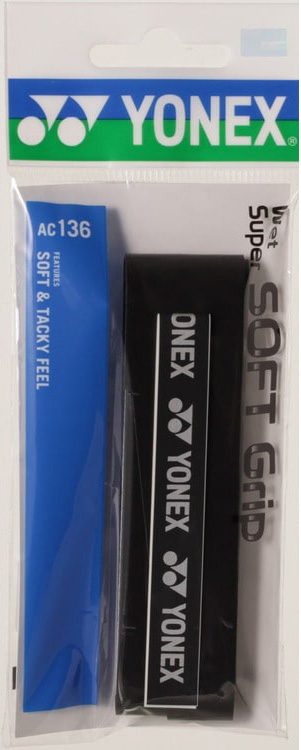 YONEX®
AC136
FEATURES
SOFT & TACKY FEEL
Wet
Super
SOFT Grip
ONEX
YONEX
YONEX